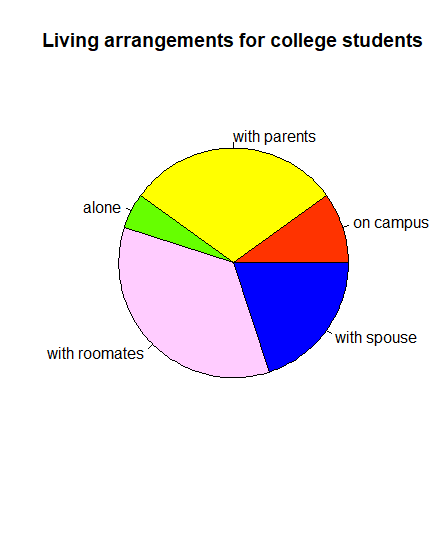 Living arrangements for college students
with parents
alone
on campus
with spouse
with roomates